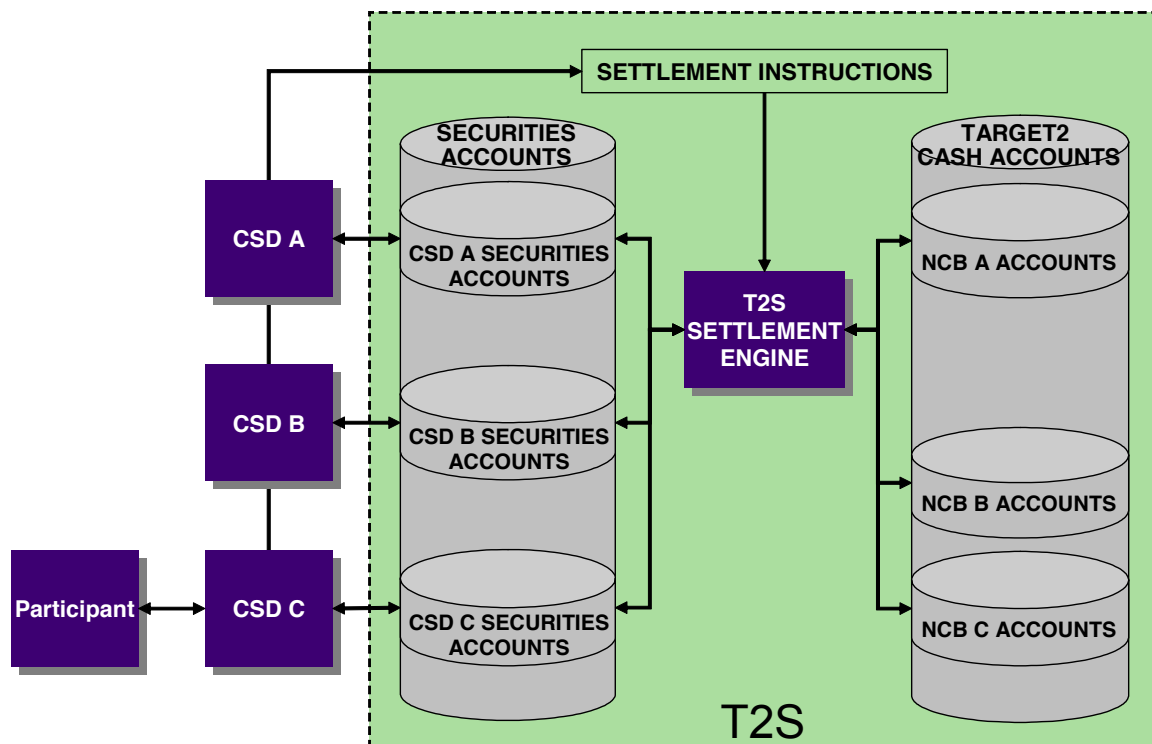 SETTLEMENT INSTRUCTIONS
SECURITIES
ACCOUNTS
TARGET2
CASH ACCOUNTS
CSD A
CSD A SECURITIES
ACCOUNTS
NCB A ACCOUNTS
T2S
SETTLEMENT
ENGINE
CSD B
CSD B SECURITIES
ACCOUNTS
NCB B ACCOUNTS
Participant
CSD C
CSD C SECURITIES
ACCOUNTS
NCB C ACCOUNTS
T2S